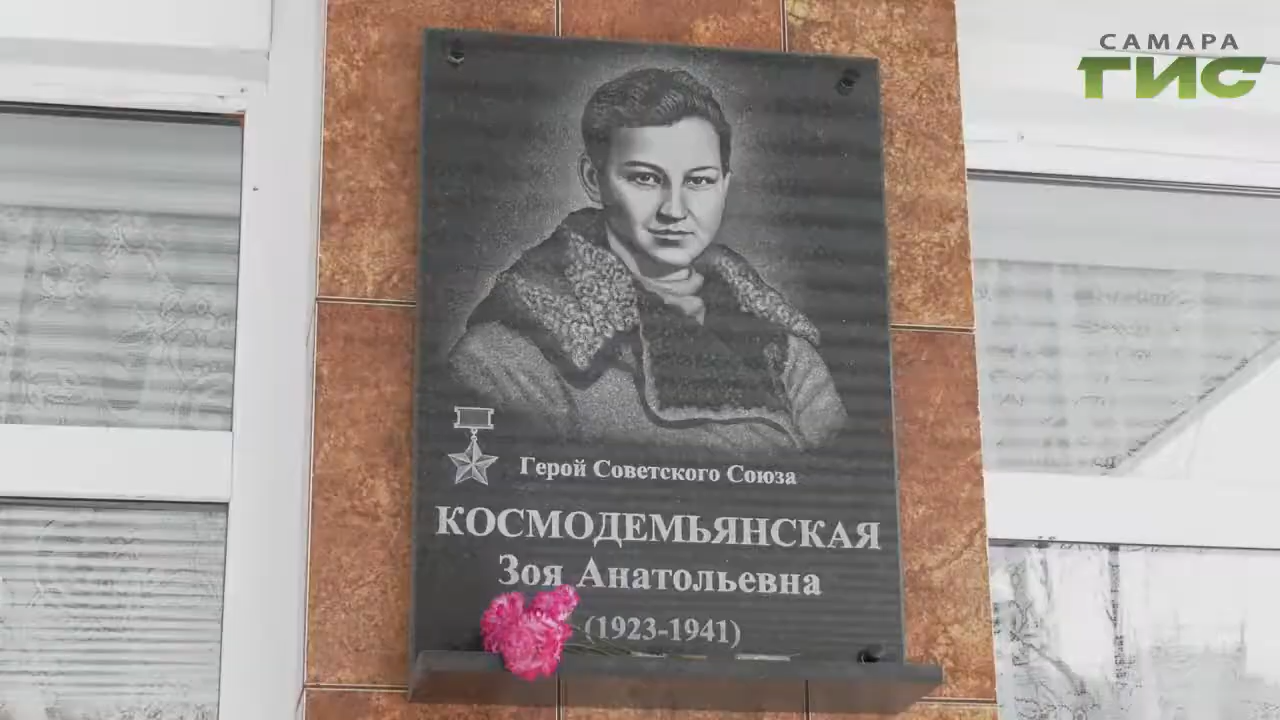 САМАРА
ГИС
Герой Советского Союза
КОСМОДЕМЬЯНСКАЯ
Зоя Анатольевна
(1923-1941)